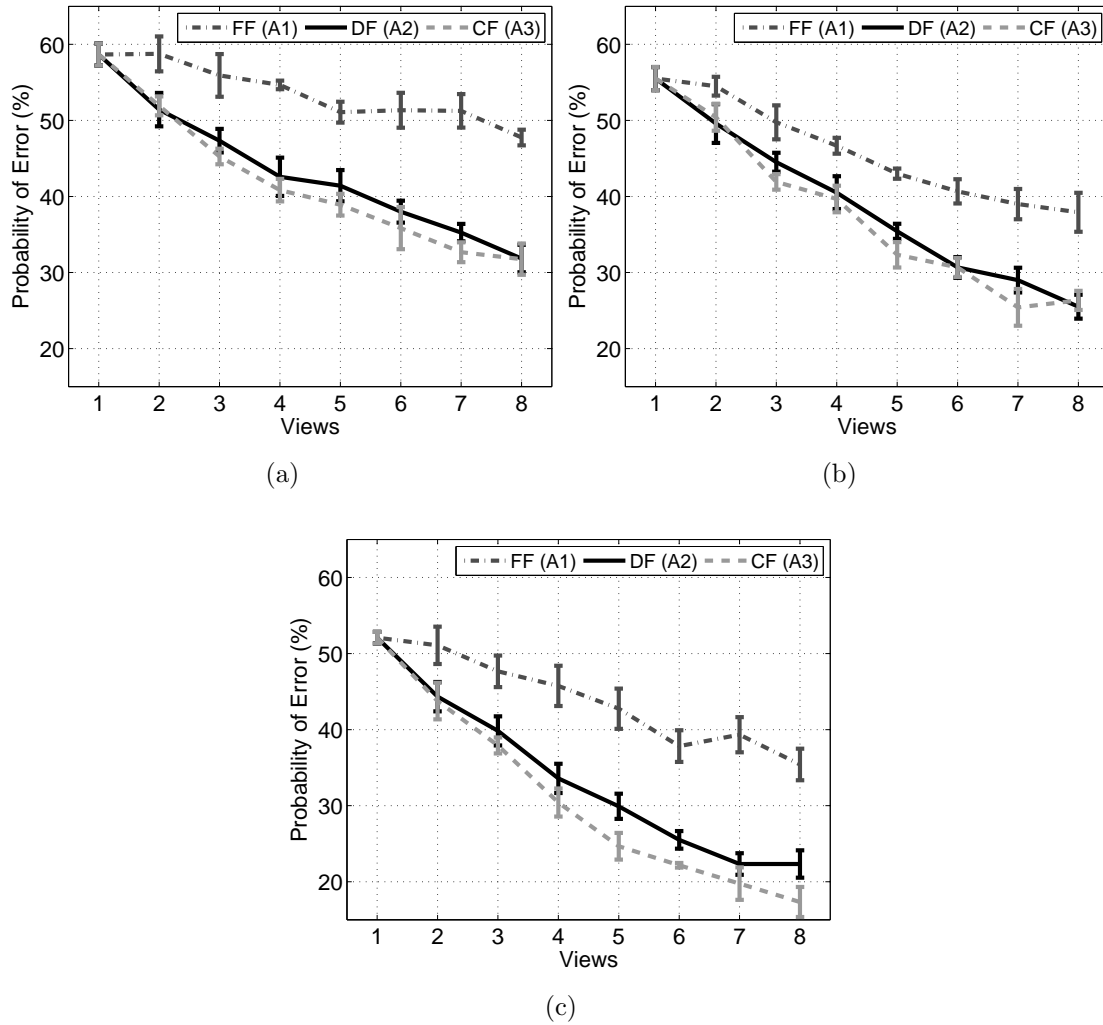 FF (A1) DF (A2) CF (A3)
60
50
40
30
20
Probability of Error (%)
1 2 3 4 5 6 7 8
Views
(a)
FF (A1) DF (A2) CF (A3)
60
50
40
30
20
Probability of Error (%)
1 2 3 4 5 6 7 8
Views
(b)
FF (A1) DF (A2) CF (A3)
60
50
40
30
20
Probability of Error (%)
1 2 3 4 5 6 7 8
Views
(c)